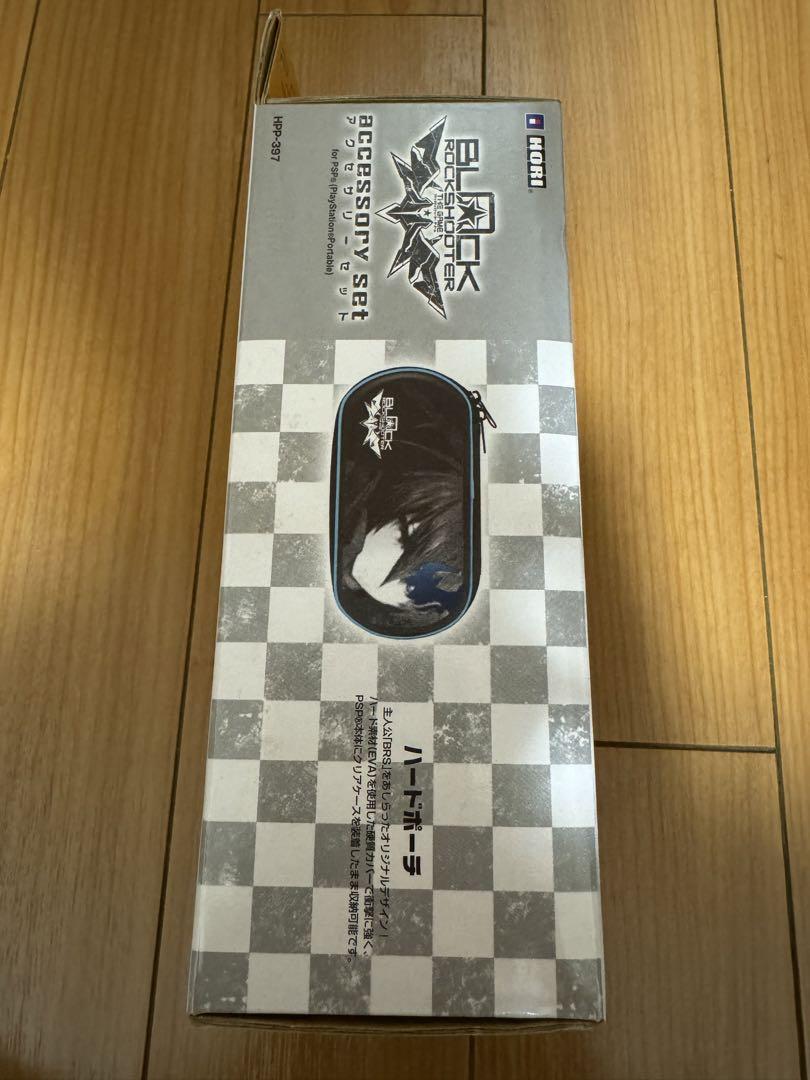 HORI
BLACK
ROCKSHOOTER
THE GAME
accessory set
アクセサリーセット
for PSP® (PlayStation®Portable)
HPP-397
BLACK
ROCKSHOOTER
ハードポーチ
主人公「BRS」をあしらったオリジナルデザイン！
ハード素材(EVA)を使用した硬質カバーで衝撃に強く、
PSP®本体にクリアケースを装着したまま収納可能です。